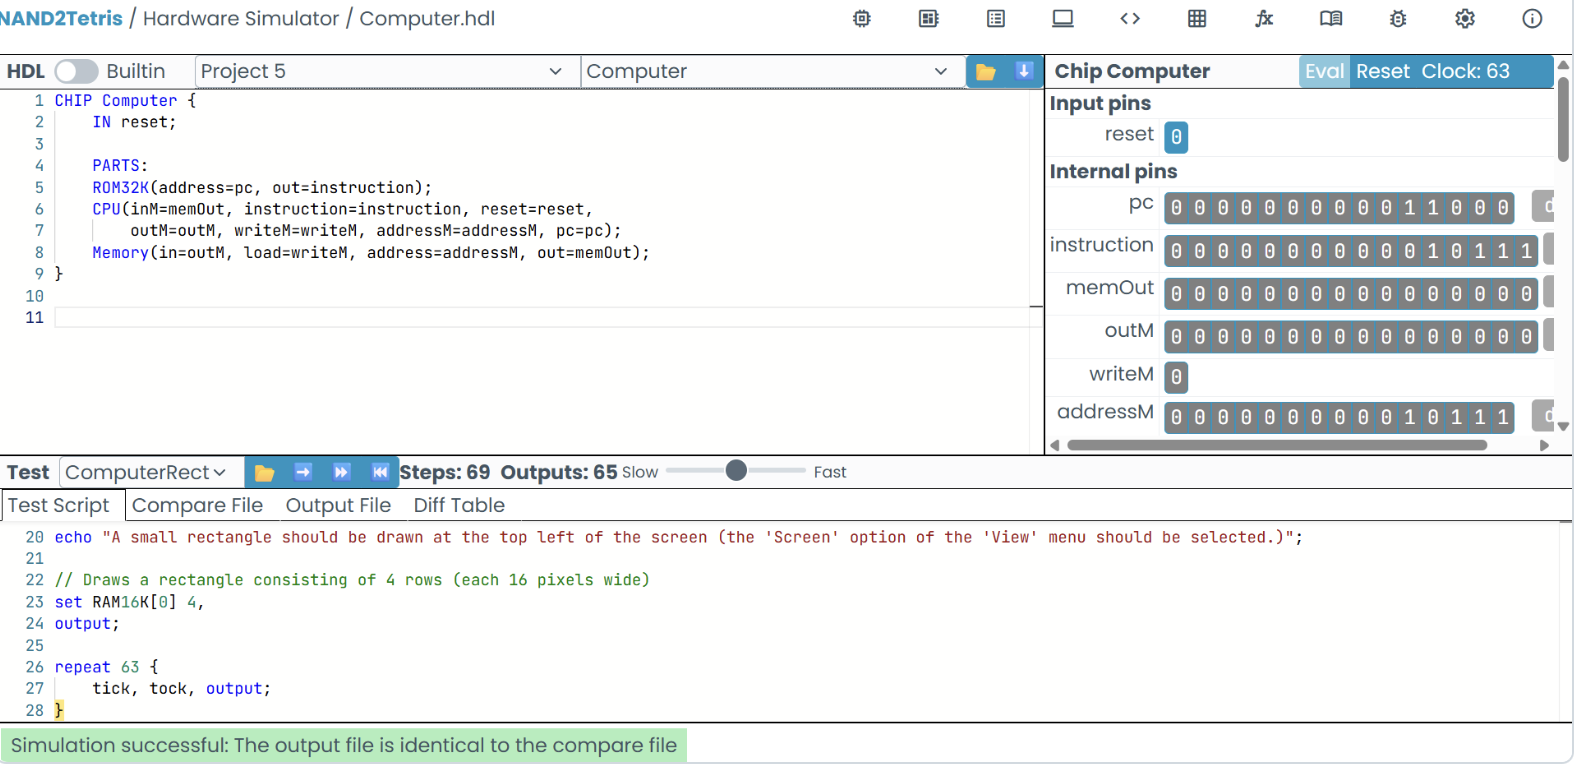 NAND2Tetris / Hardware Simulator / Computer.hdl
HDL Builtin Project 5 Computer
1 CHIP Computer {
2 IN reset;
3
4 PARTS:
5 ROM32K(address=pc, out=instruction);
6 CPU(inM=memOut, instruction=instruction, reset=reset,
7 outM=outM, writeM=writeM, addressM=addressM, pc=pc);
8 Memory(in=outM, load=writeM, address=addressM, out=memOut);
9 }
10
11
Chip Computer Eval Reset Clock: 63
Input pins
reset 0
Internal pins
pc 0 0 0 0 0 0 0 0 0 0 1 1 0 0 0 d
instruction 0 0 0 0 0 0 0 0 0 0 0 1 0 1 1 1
memOut 0 0 0 0 0 0 0 0 0 0 0 0 0 0 0 0
outM 0 0 0 0 0 0 0 0 0 0 0 0 0 0 0 0
writeM 0
addressM 0 0 0 0 0 0 0 0 0 0 1 0 1 1 1 d
Test ComputerRect Steps: 69 Outputs: 65 Slow Fast
Test Script Compare File Output File Diff Table
20 echo "A small rectangle should be drawn at the top left of the screen (the 'Screen' option of the 'View' menu should be selected.)";
21
22 // Draws a rectangle consisting of 4 rows (each 16 pixels wide)
23 set RAM16K[0] 4,
24 output;
25
26 repeat 63 {
27 tick, tock, output;
28 }
Simulation successful: The output file is identical to the compare file